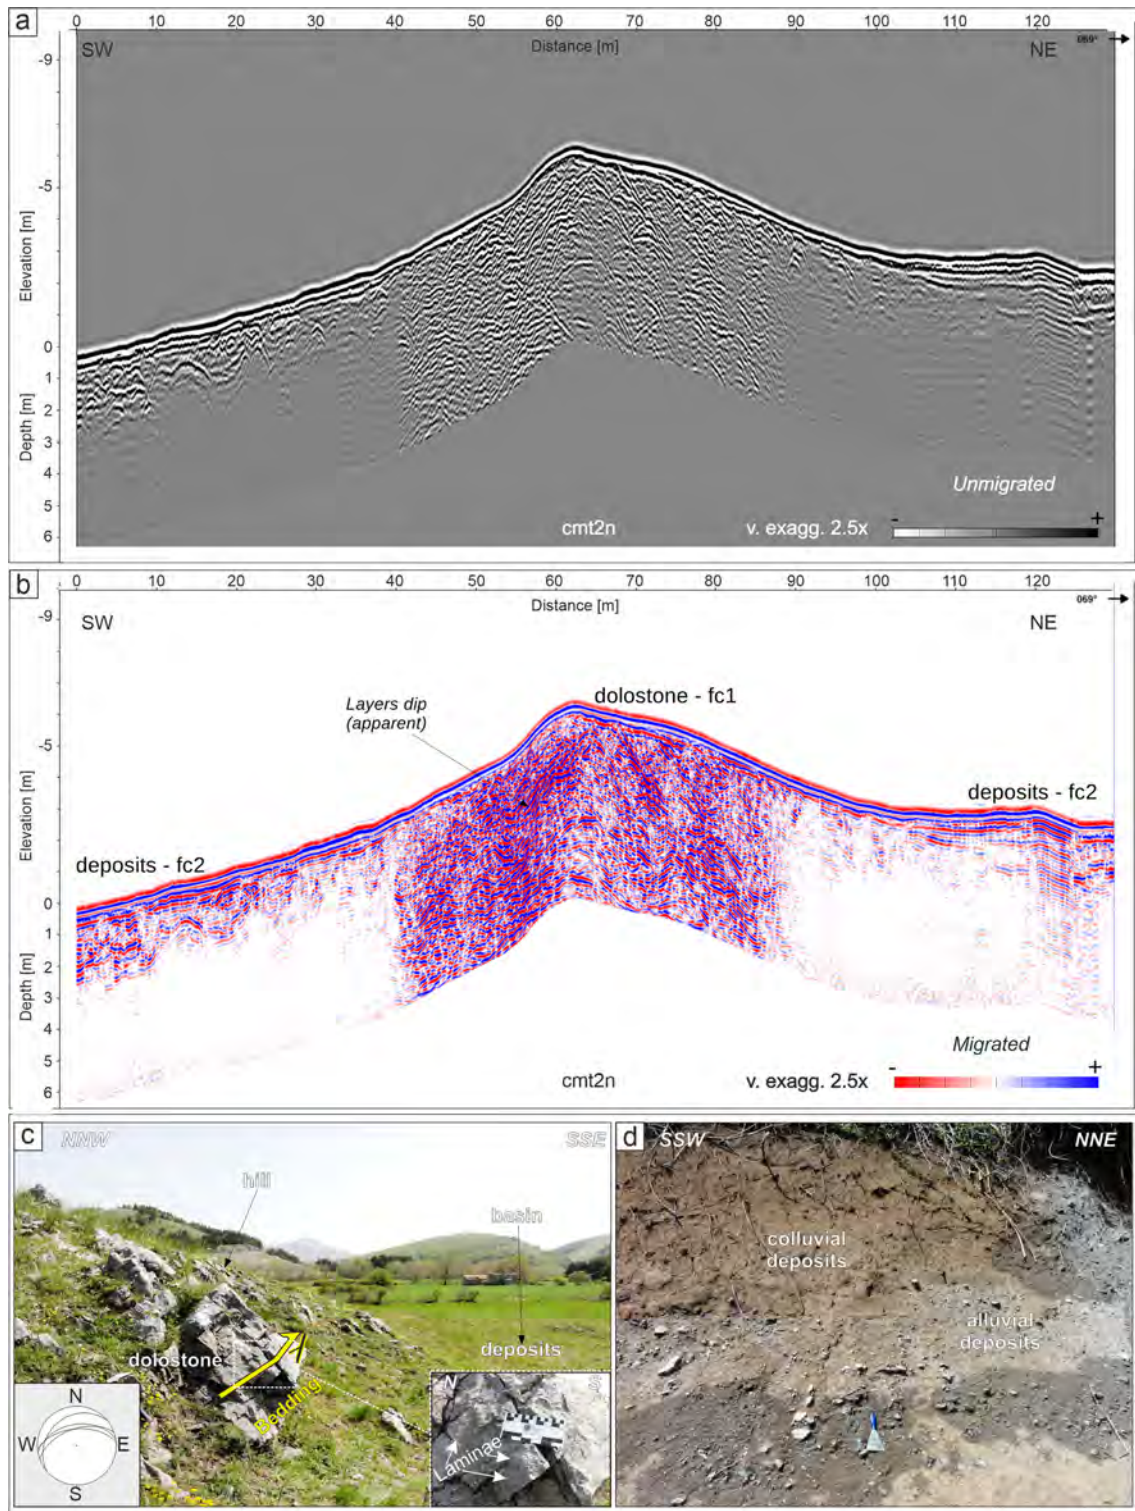 a
0 10 20 30 40 50 60 70 80 90 100 110 120
Distance [m]
SW
NE
069°
-9
-5
0
1
2
3
4
5
6
Elevation [m]
Depth [m]
Unmigrated
cmt2n
v. exagg. 2.5x
- +
b
0 10 20 30 40 50 60 70 80 90 100 110 120
Distance [m]
SW
NE
069°
-9
-5
0
1
2
3
4
5
6
Elevation [m]
Depth [m]
Layers dip
(apparent)
dolostone - fc1
deposits - fc2
deposits - fc2
Migrated
cmt2n
v. exagg. 2.5x
- +
c
NNW
SSE
hill
basin
dolostone
deposits
Bedding
N
W E
S
N
Laminae
d
SSW
NNE
colluvial
deposits
alluvial
deposits